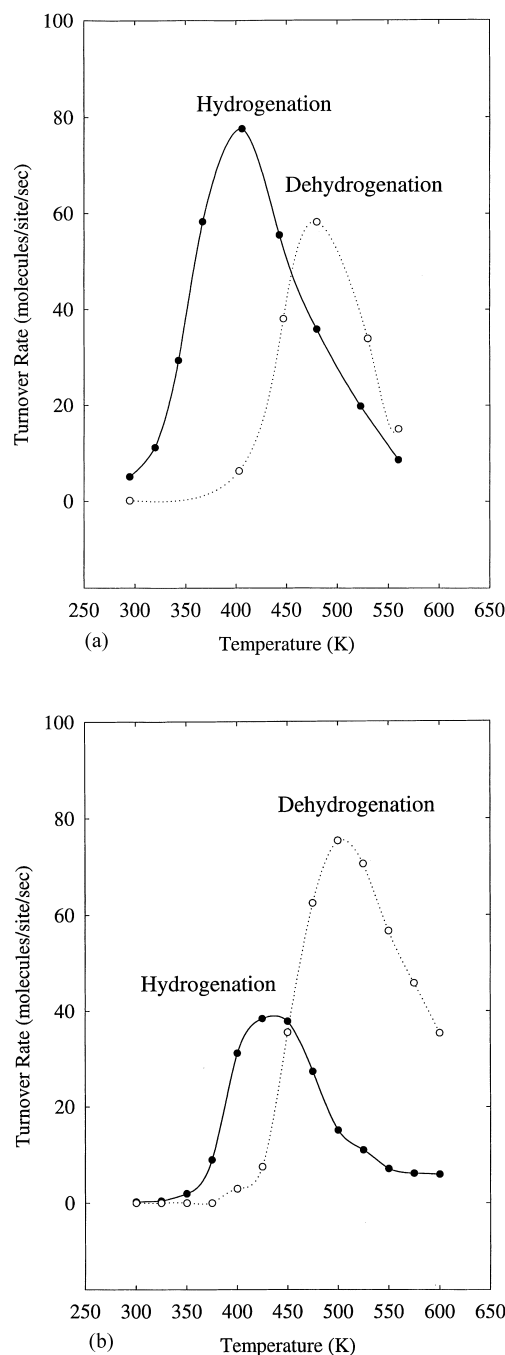 100
80
60
40
20
0
Turnover Rate (molecules/site/sec)
Hydrogenation
Dehydrogenation
250 300 350 400 450 500 550 600 650
(a)
Temperature (K)
100
80
60
40
20
0
Turnover Rate (molecules/site/sec)
Dehydrogenation
Hydrogenation
250 300 350 400 450 500 550 600 650
(b)
Temperature (K)